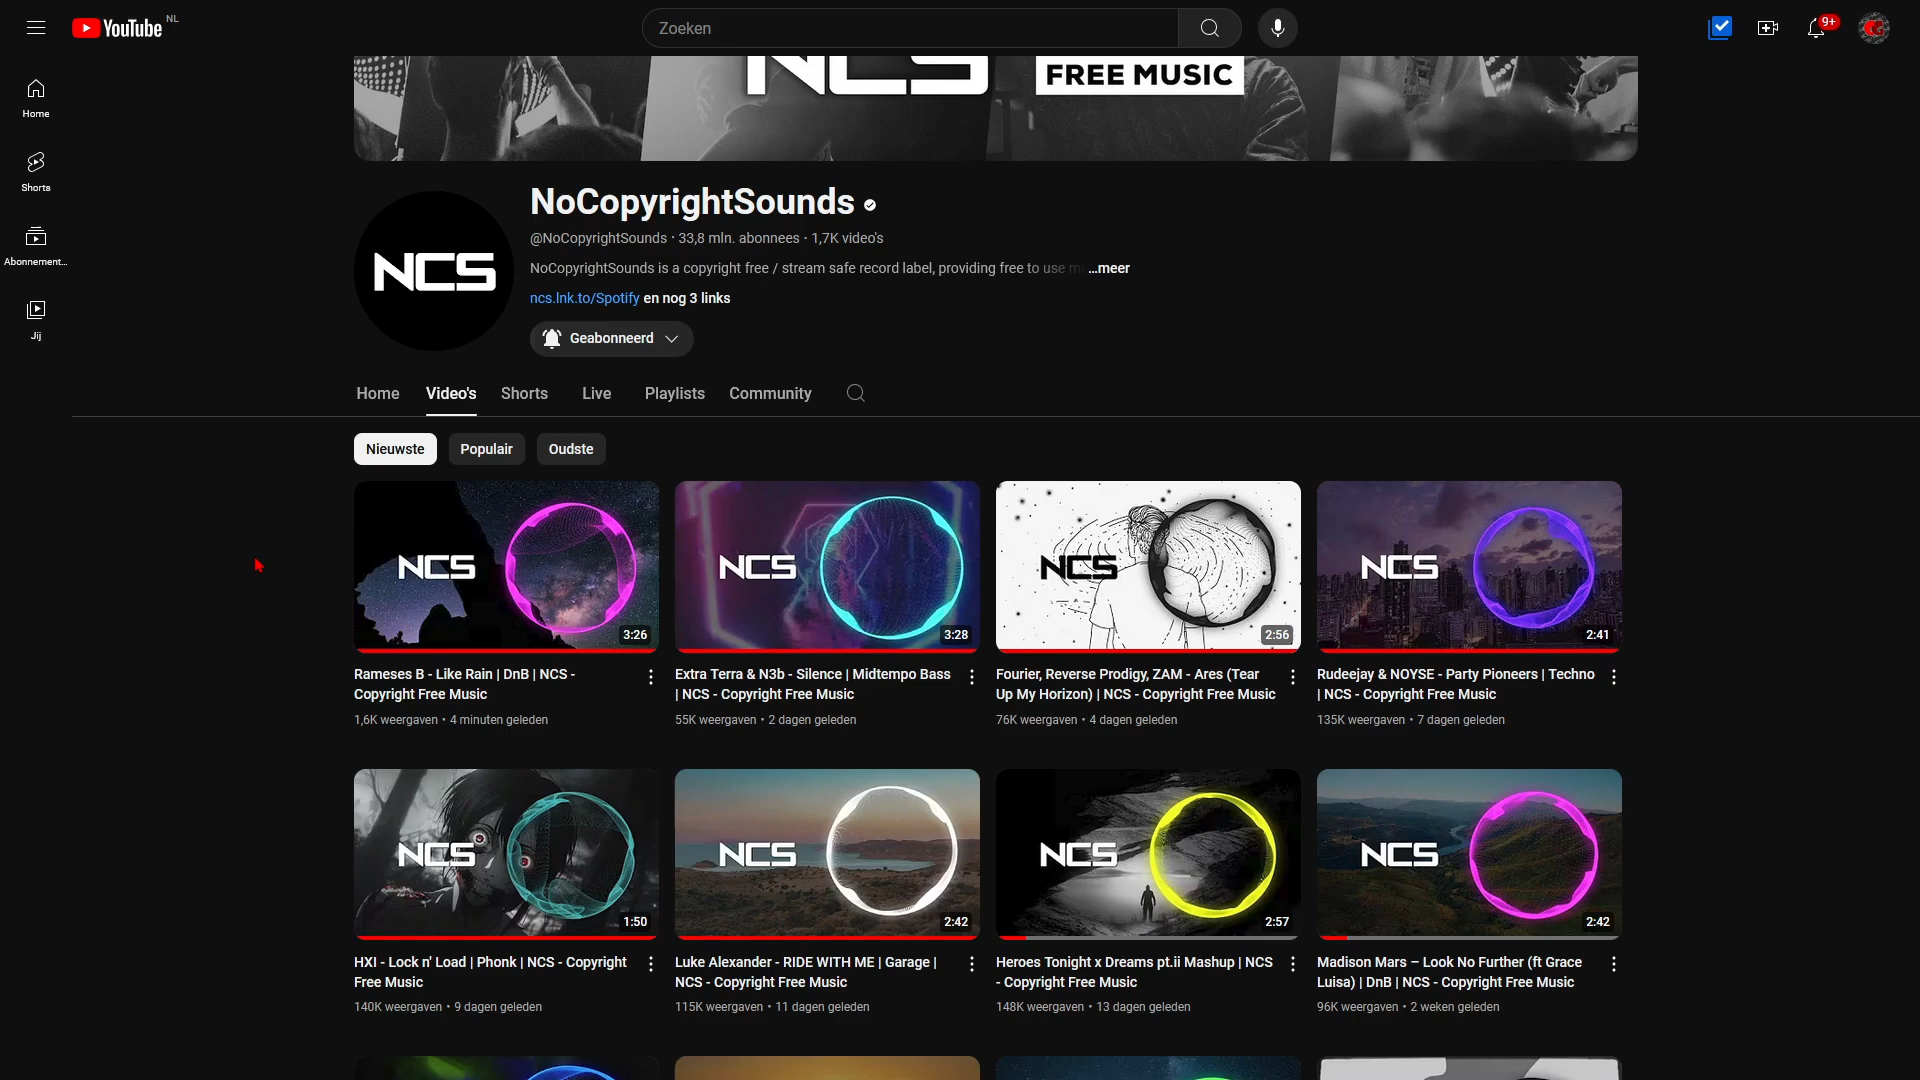 YouTube NL
Zoeken
9+
NCS FREE MUSIC
Home
Shorts
Abonnement...
Jij
NCS
NoCopyrightSounds
@NoCopyrightSounds · 33,8 mln. abonnees · 1,7K video's
NoCopyrightSounds is a copyright free / stream safe record label, providing free to use ...meer
ncs.lnk.to/Spotify en nog 3 links
Geabonneerd
Home Video's Shorts Live Playlists Community
Nieuwste Populair Oudste
NCS
3:26
Rameses B - Like Rain | DnB | NCS -
Copyright Free Music
1,6K weergaven • 4 minuten geleden
NCS
3:28
Extra Terra & N3b - Silence | Midtempo Bass
| NCS - Copyright Free Music
55K weergaven • 2 dagen geleden
NCS
2:56
Fourier, Reverse Prodigy, ZAM - Ares (Tear
Up My Horizon) | NCS - Copyright Free Music
76K weergaven • 4 dagen geleden
NCS
2:41
Rudeejay & NOYSE - Party Pioneers | Techno
| NCS - Copyright Free Music
135K weergaven • 7 dagen geleden
NCS
1:50
HXI - Lock n' Load | Phonk | NCS - Copyright
Free Music
140K weergaven • 9 dagen geleden
NCS
2:42
Luke Alexander - RIDE WITH ME | Garage |
NCS - Copyright Free Music
115K weergaven • 11 dagen geleden
NCS
2:57
Heroes Tonight x Dreams pt.ii Mashup | NCS
- Copyright Free Music
148K weergaven • 13 dagen geleden
NCS
2:42
Madison Mars – Look No Further (ft Grace
Luisa) | DnB | NCS - Copyright Free Music
96K weergaven • 2 weken geleden